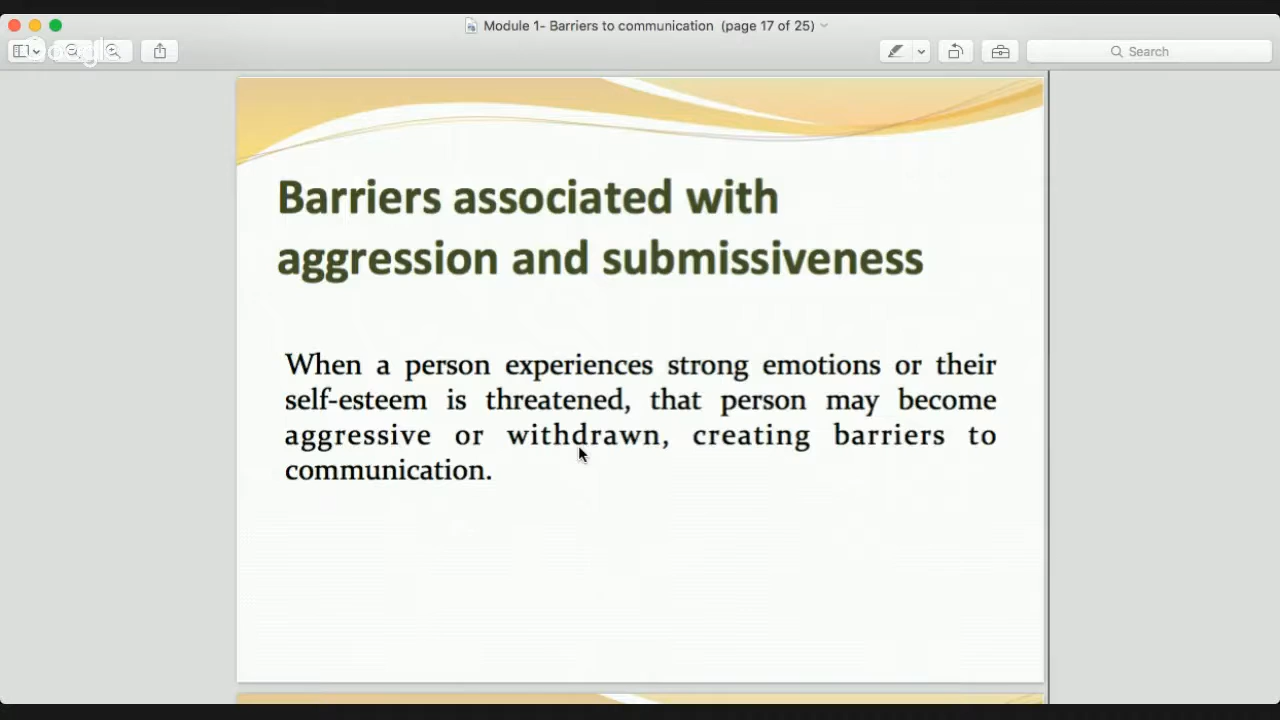 Module 1- Barriers to communication (page 17 of 25)
Google
Search
Barriers associated with
aggression and submissiveness
When a person experiences strong emotions or their
self-esteem is threatened, that person may become
aggressive or withdrawn, creating barriers to
communication.